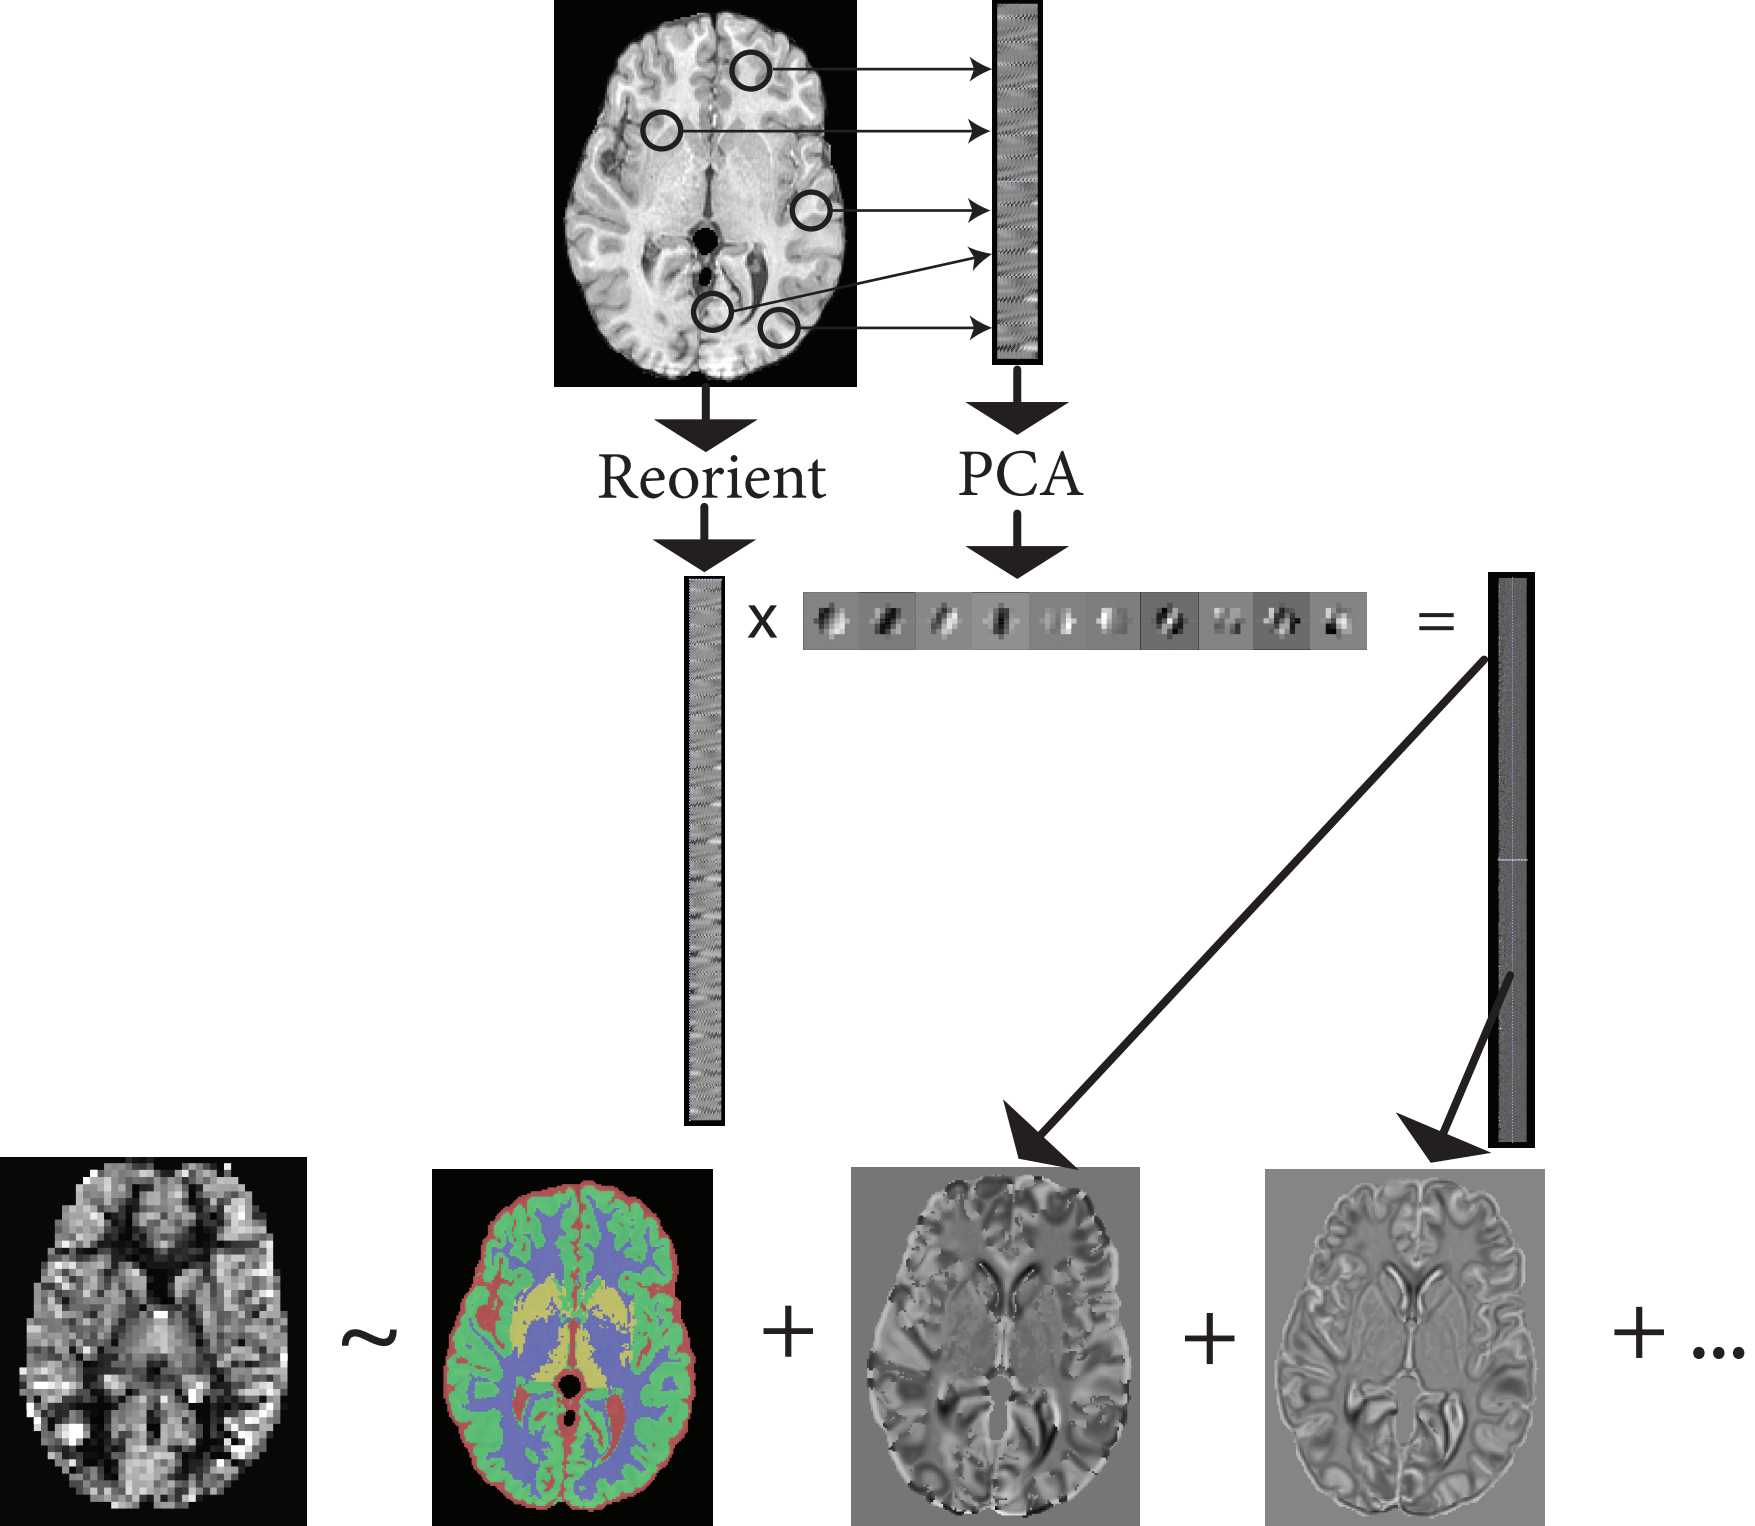 Reorient
PCA
x
=
~
+
+
+ ...